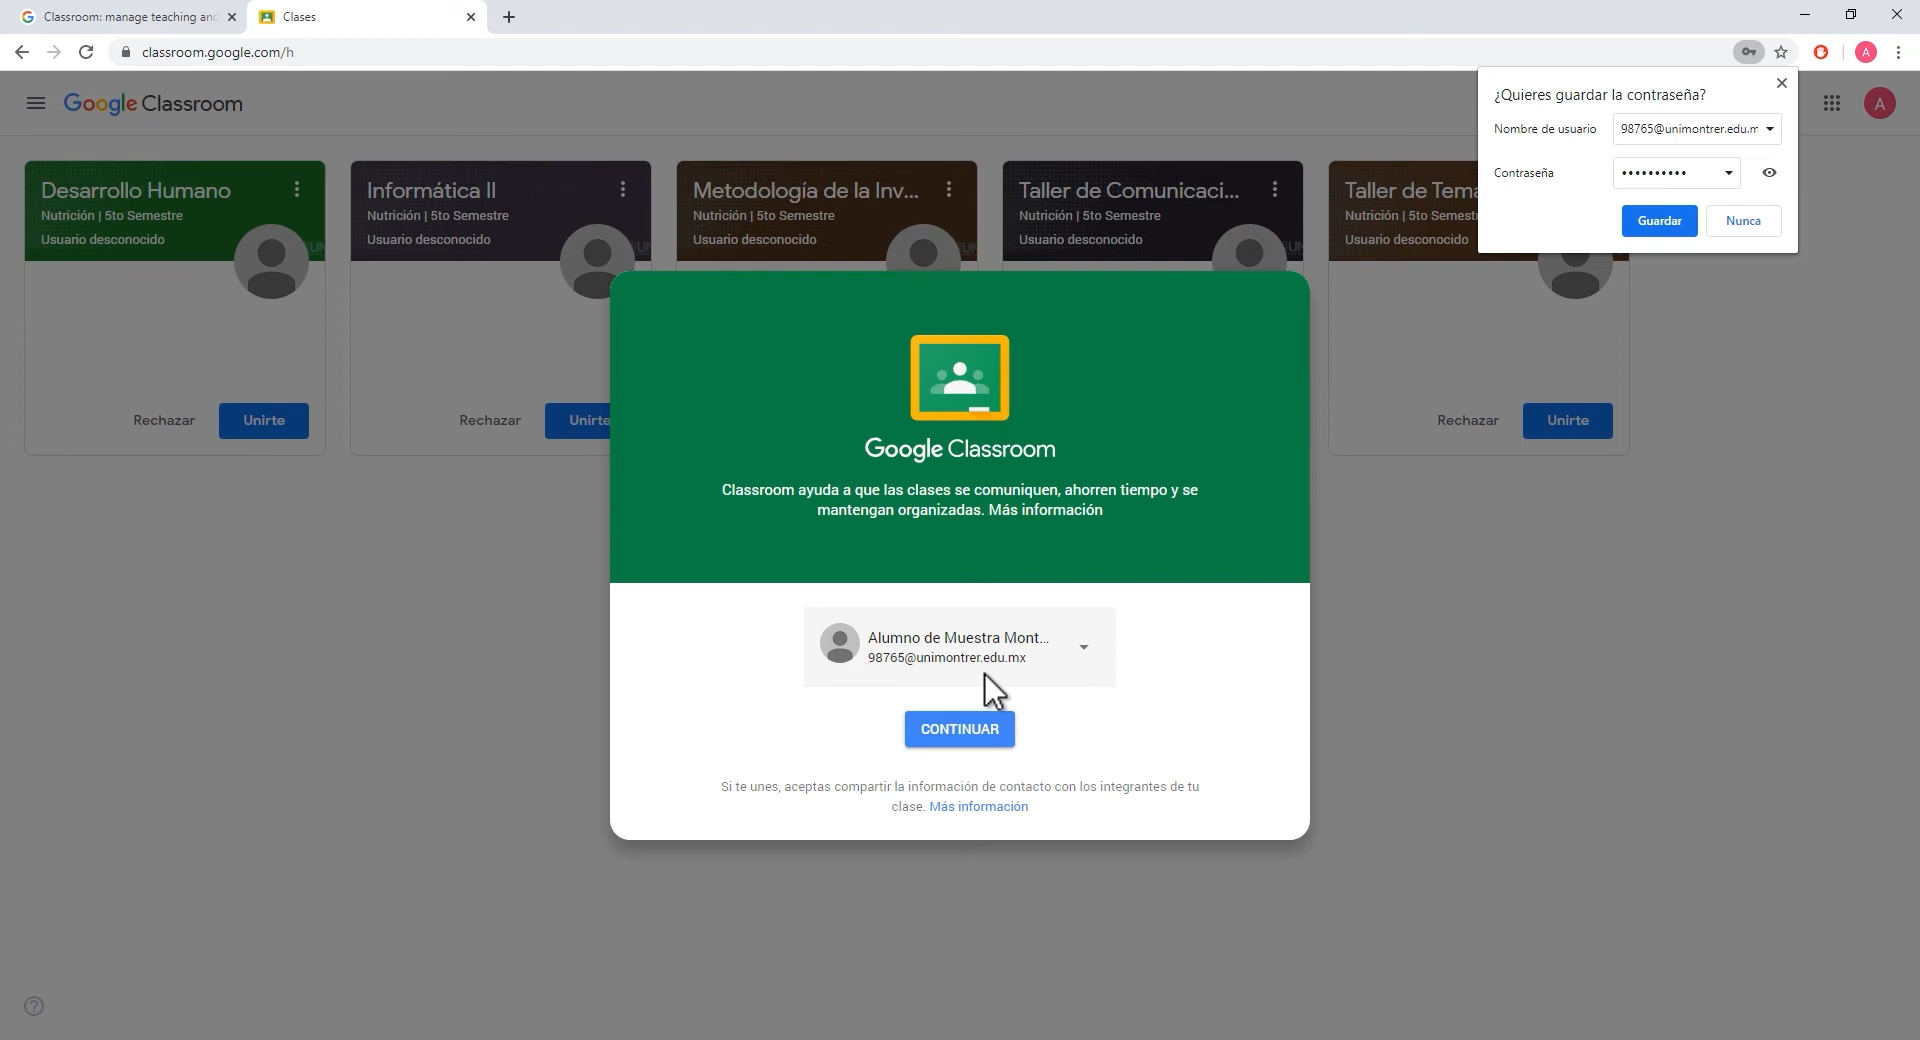 Classroom: manage teaching and
Clases
classroom.google.com/h
A
Google Classroom
A
¿Quieres guardar la contraseña?
Nombre de usuario
98765@unimontrer.edu.m
Contraseña
••••••••••
Guardar
Nunca
Desarrollo Humano
Nutrición | 5to Semestre
Usuario desconocido
Rechazar
Unirte
Informática II
Nutrición | 5to Semestre
Usuario desconocido
Rechazar
Unirte
Metodología de la Inv...
Nutrición | 5to Semestre
Usuario desconocido
Taller de Comunicaci...
Nutrición | 5to Semestre
Usuario desconocido
Taller de Tema
Nutrición | 5to Semest
Usuario desconocido
Rechazar
Unirte
Google Classroom
Classroom ayuda a que las clases se comuniquen, ahorren tiempo y se
mantengan organizadas. Más información
Alumno de Muestra Mont...
98765@unimontrer.edu.mx
CONTINUAR
Si te unes, aceptas compartir la información de contacto con los integrantes de tu
clase. Más información